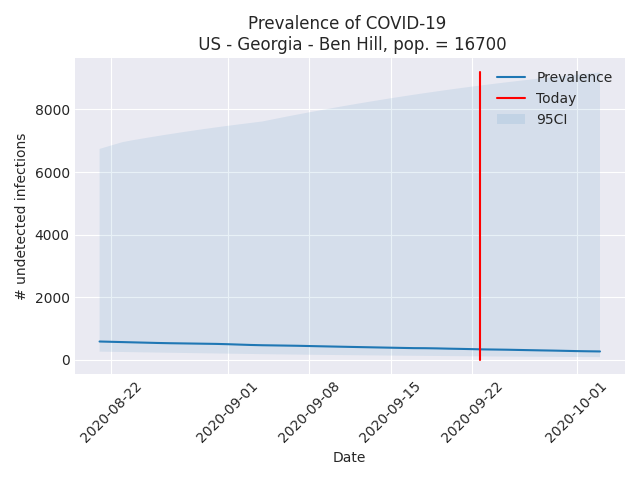 Prevalence of COVID-19
US - Georgia - Ben Hill, pop. = 16700
Prevalence
Today
95CI
# undetected infections
8000
6000
4000
2000
0
2020-08-22
2020-09-01
2020-09-08
2020-09-15
2020-09-22
2020-10-01
Date